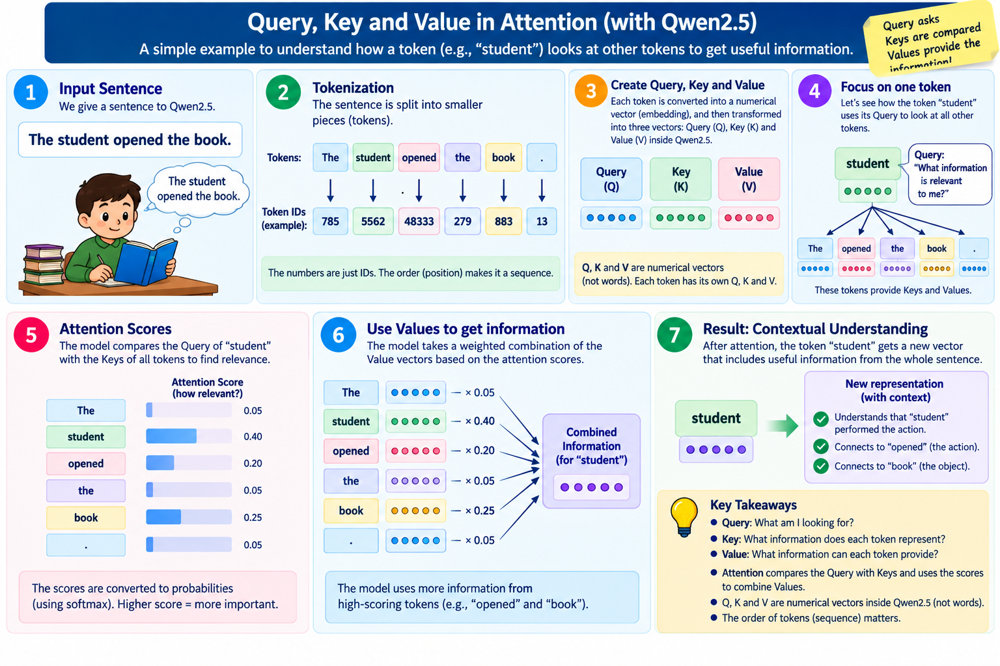 Query, Key and Value in Attention (with Qwen2.5)
A simple example to understand how a token (e.g., “student”) looks at other tokens to get useful information.
Query asks
Keys are compared
Values provide the
information!
1
Input Sentence
We give a sentence to Qwen2.5.
The student opened the book.
The student
opened the book.
2
Tokenization
The sentence is split into smaller
pieces (tokens).
Tokens: The student opened the book .
Token IDs
(example): 785 5562 48333 279 883 13
The numbers are just IDs. The order (position) makes it a sequence.
3
Create Query, Key and Value
Each token is converted into a numerical
vector (embedding), and then transformed
into three vectors: Query (Q), Key (K) and
Value (V) inside Qwen2.5.
Query
(Q)
Key
(K)
Value
(V)
Q, K and V are numerical vectors
(not words). Each token has its own Q, K and V.
4
Focus on one token
Let's see how the token “student”
uses its Query to look at all other
tokens.
student
Query:
“What information
is relevant
to me?”
The opened the book .
These tokens provide Keys and Values.
5
Attention Scores
The model compares the Query of “student”
with the Keys of all tokens to find relevance.
Attention Score
(how relevant?)
The 0.05
student 0.40
opened 0.20
the 0.05
book 0.25
. 0.05
The scores are converted to probabilities
(using softmax). Higher score = more important.
6
Use Values to get information
The model takes a weighted combination of the
Value vectors based on the attention scores.
The × 0.05
student × 0.40
opened × 0.20
the × 0.05
book × 0.25
. × 0.05
Combined
Information
(for “student”)
The model uses more information from
high-scoring tokens (e.g., “opened” and “book”).
7
Result: Contextual Understanding
After attention, the token “student” gets a new vector
that includes useful information from the whole sentence.
student
New representation
(with context)
Understands that “student”
performed the action.
Connects to “opened” (the action).
Connects to “book” (the object).
Key Takeaways
● Query: What am I looking for?
● Key: What information does each token represent?
● Value: What information can each token provide?
● Attention compares the Query with Keys and uses the scores
to combine Values.
● Q, K and V are numerical vectors inside Qwen2.5 (not words).
● The order of tokens (sequence) matters.